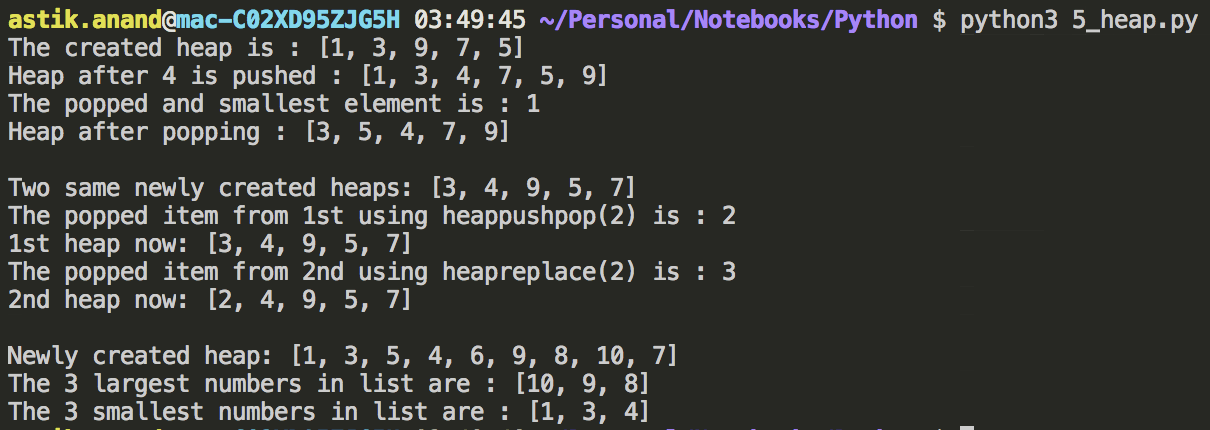 astik.anand@mac-C02XD95ZJG5H 03:49:45 ~/Personal/Notebooks/Python $ python3 5_heap.py
The created heap is : [1, 3, 9, 7, 5]
Heap after 4 is pushed : [1, 3, 4, 7, 5, 9]
The popped and smallest element is : 1
Heap after popping : [3, 5, 4, 7, 9]
Two same newly created heaps: [3, 4, 9, 5, 7]
The popped item from 1st using heappushpop(2) is : 2
1st heap now: [3, 4, 9, 5, 7]
The popped item from 2nd using heapreplace(2) is : 3
2nd heap now: [2, 4, 9, 5, 7]
Newly created heap: [1, 3, 5, 4, 6, 9, 8, 10, 7]
The 3 largest numbers in list are : [10, 9, 8]
The 3 smallest numbers in list are : [1, 3, 4]